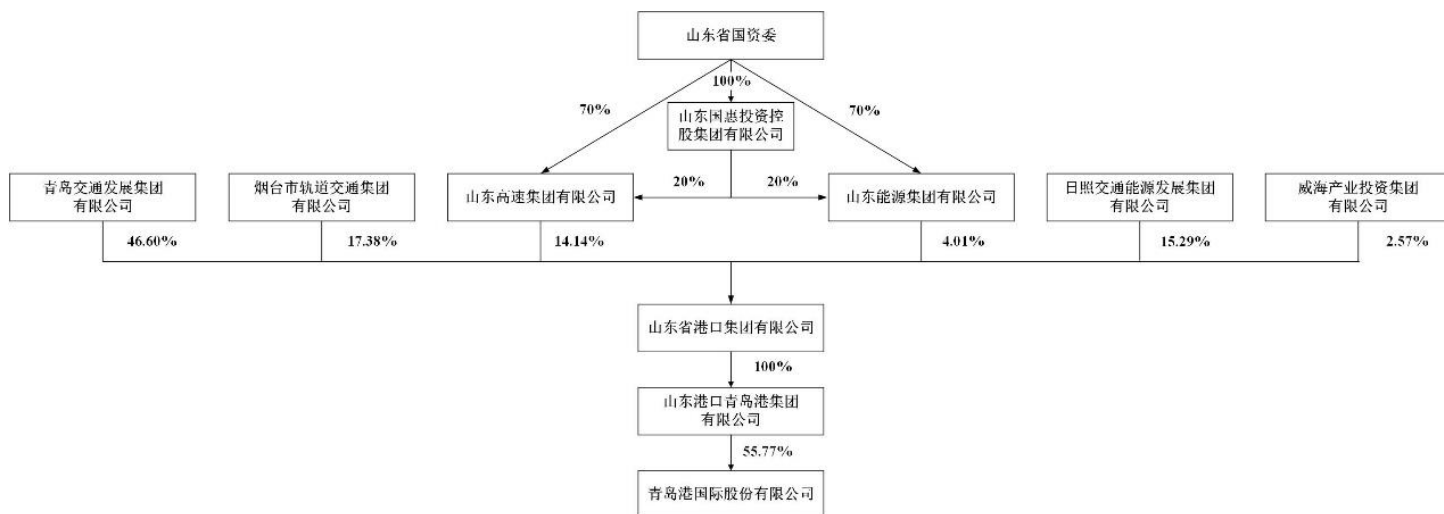 山东省国资委
100%
70%
70%
山东国惠投资控
股集团有限公司
青岛交通发展集团
有限公司
烟台市轨道交通集团
有限公司
山东高速集团有限公司
20%
20%
山东能源集团有限公司
日照交通能源发展集团
有限公司
威海产业投资集团
有限公司
46.60%
17.38%
14.14%
4.01%
15.29%
2.57%
山东省港口集团有限公司
100%
山东港口青岛港集团
有限公司
55.77%
青岛港国际股份有限公司